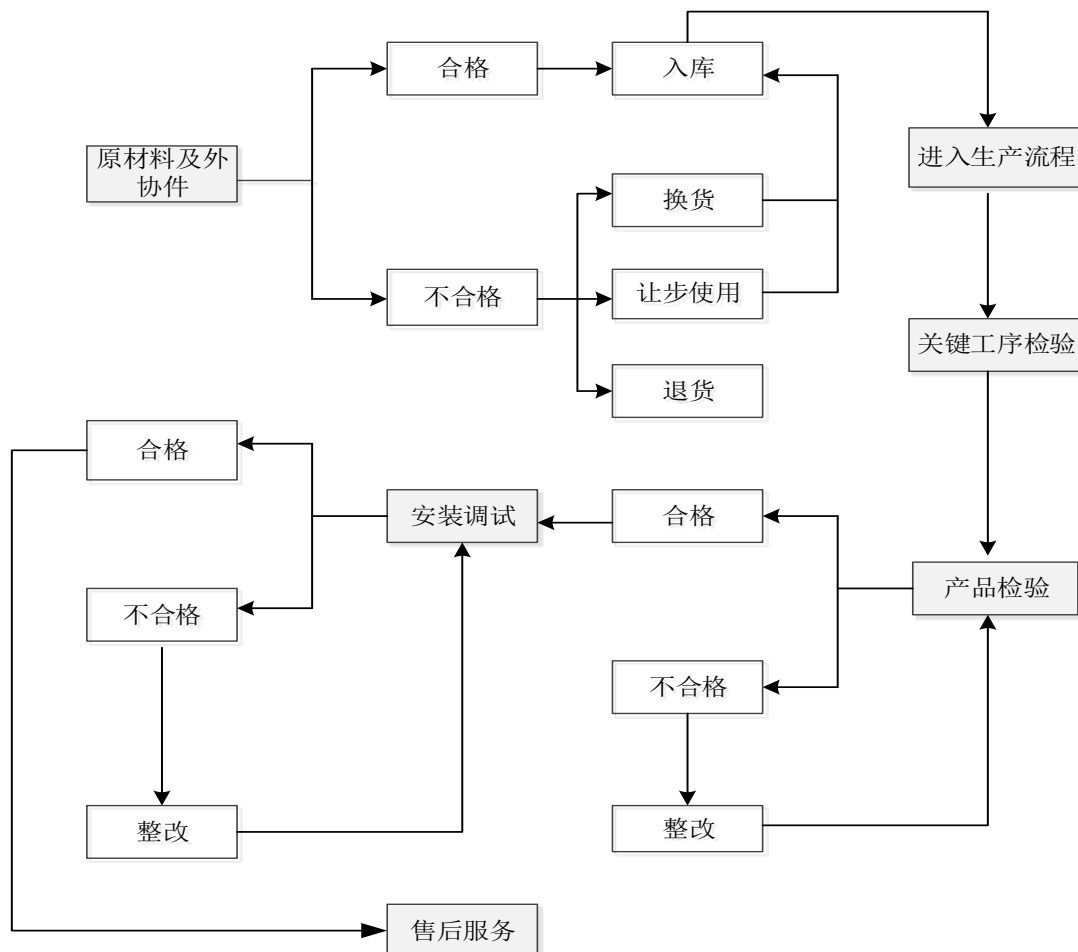 合格
入库
原材料及外
协件
进入生产流程
换货
不合格
让步使用
关键工序检验
退货
合格
安装调试
合格
产品检验
不合格
不合格
整改
整改
售后服务